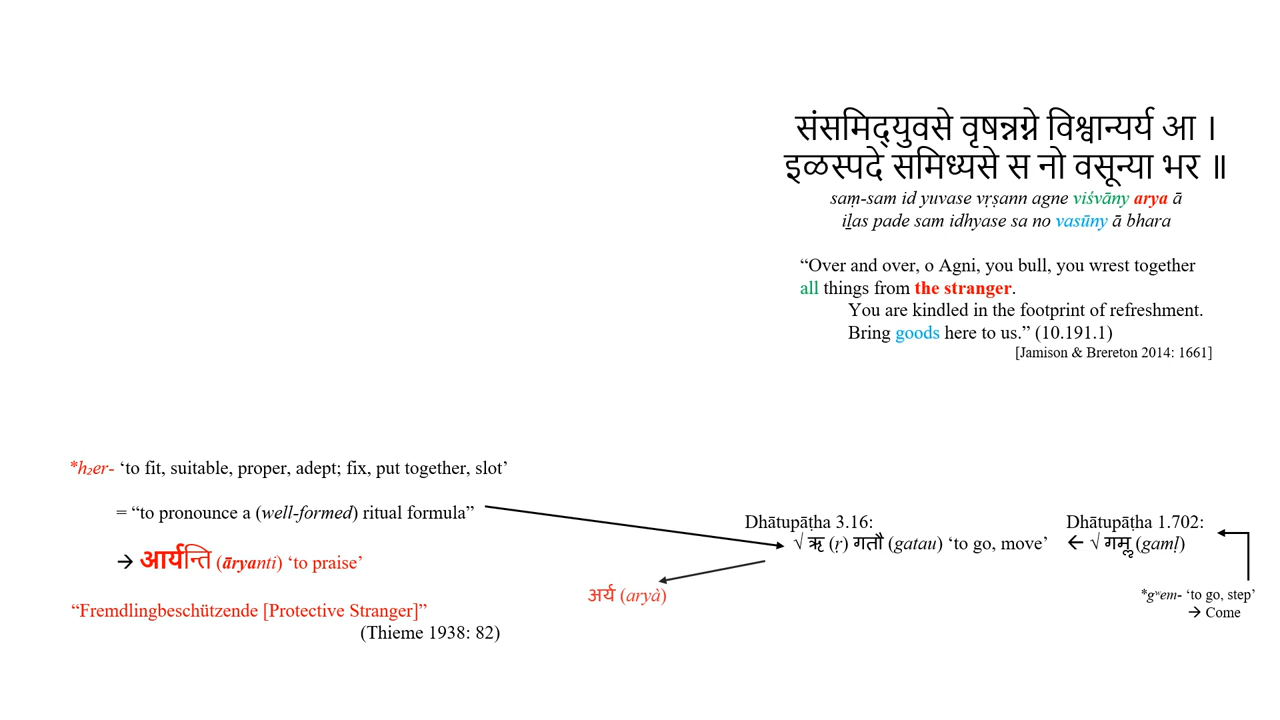 संसमिद्युवसे वृषन्नग्ने विश्वान्यर्य आ ।
इळस्पदे समिध्यसे स नो वसून्या भर ॥
saṃ-sam id yuvase vṛṣann agne viśvāny arya ā
iḻas pade sam idhyase sa no vasūny ā bhara
“Over and over, o Agni, you bull, you wrest together
all things from the stranger.
You are kindled in the footprint of refreshment.
Bring goods here to us.” (10.191.1)
[Jamison & Brereton 2014: 1661]
*h₂er- ‘to fit, suitable, proper, adept; fix, put together, slot’
= “to pronounce a (well-formed) ritual formula”
→ आर्यन्ति (āryanti) ‘to praise’
“Fremdlingbeschützende [Protective Stranger]”
(Thieme 1938: 82)
अर्य (aryà)
Dhātupāṭha 3.16:
√ ऋ (ṛ) गतौ (gatau) ‘to go, move’
Dhātupāṭha 1.702:
← √ गमॢ (gamḷ)
*gʷem- ‘to go, step’
→ Come